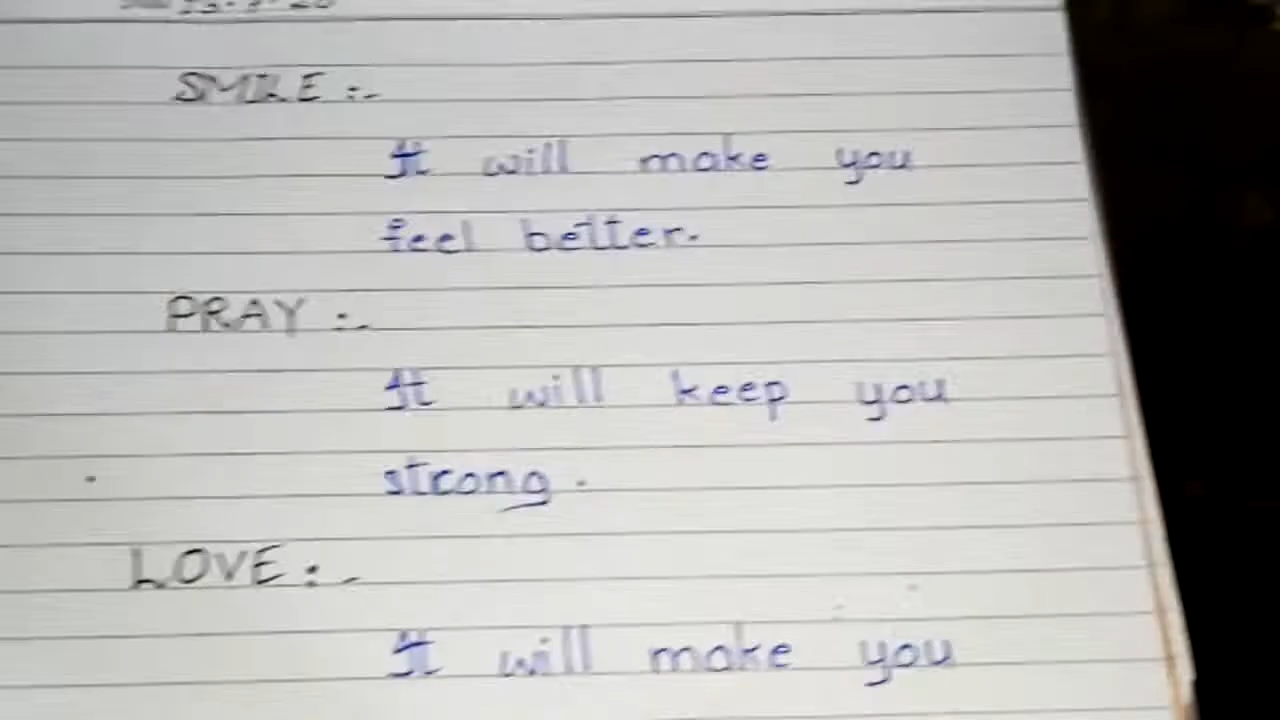 SMILE :-
It will make you
feel better.
PRAY :-
It will keep you
strong.
LOVE :-
It will make you